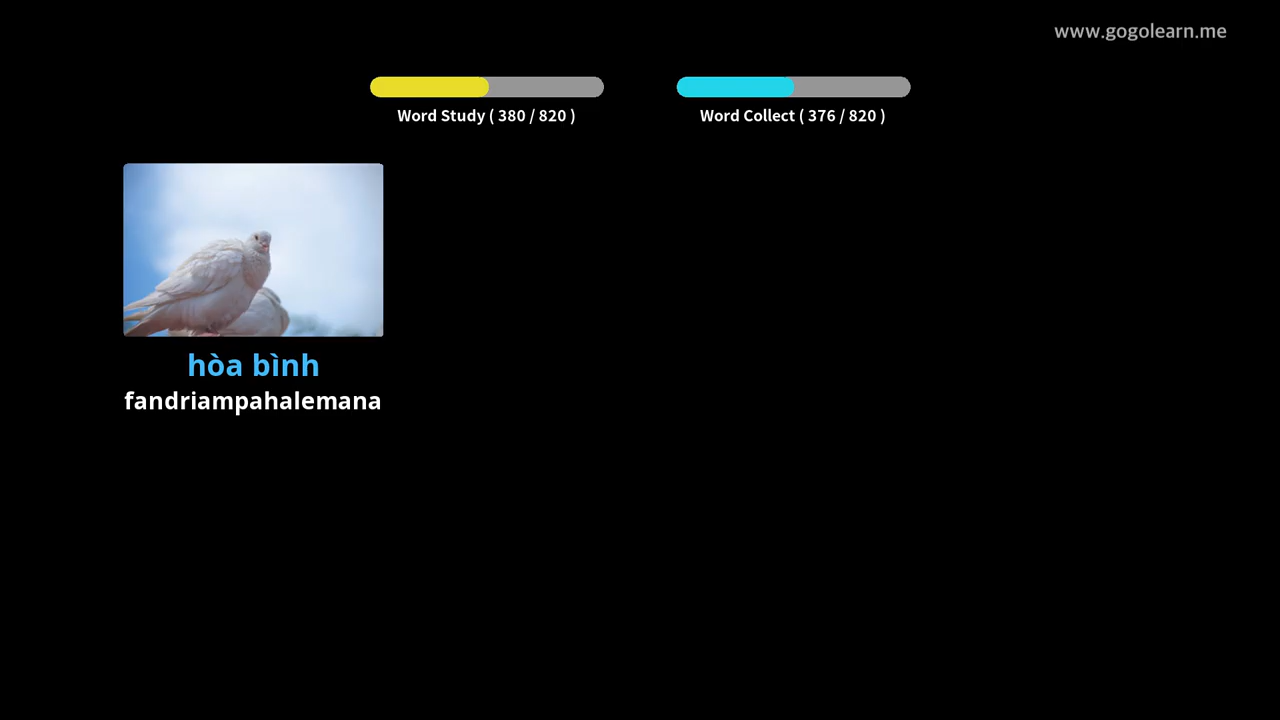 www.gogolearn.me
Word Study ( 380 / 820 )
Word Collect ( 376 / 820 )
hòa bình
fandriampahalemana